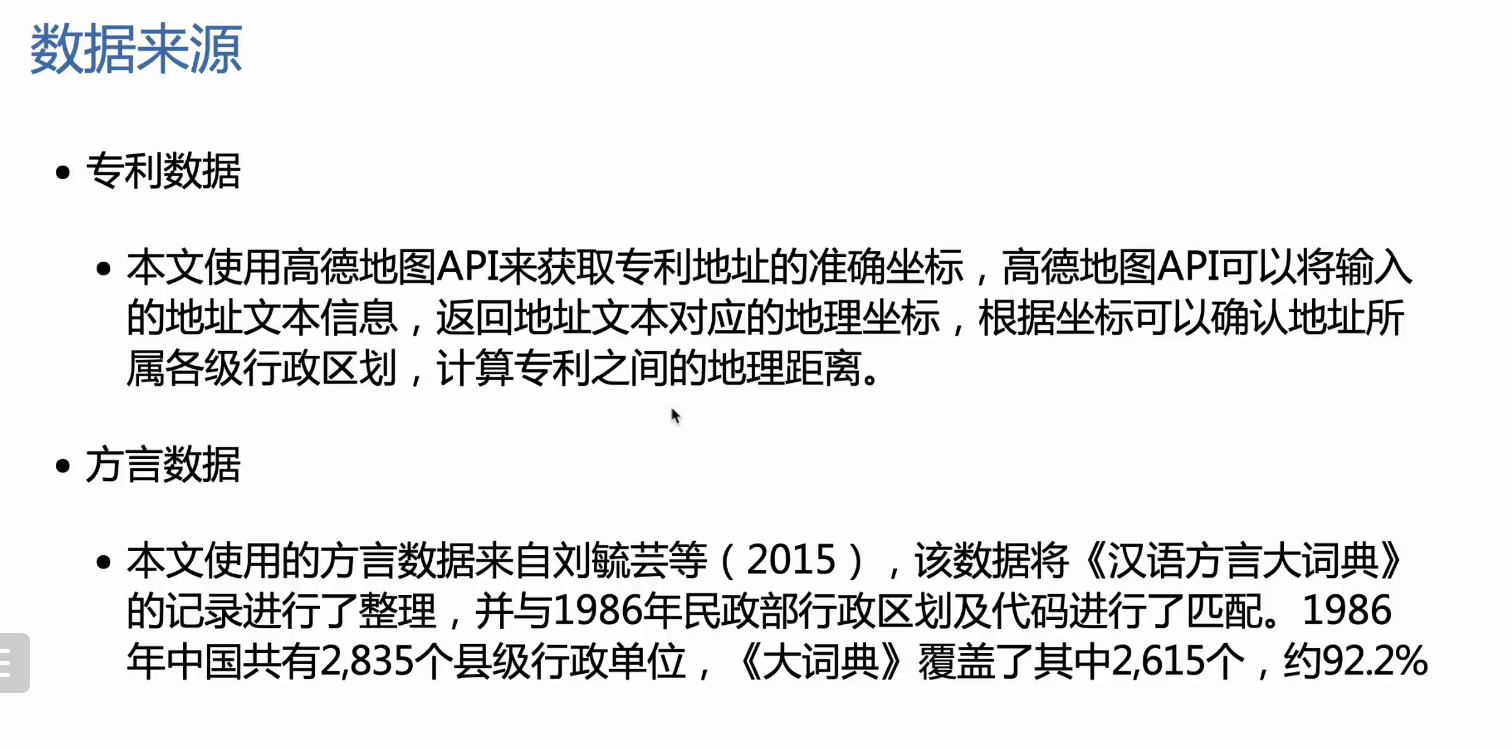 数据来源
• 专利数据
• 本文使用高德地图API来获取专利地址的准确坐标，高德地图API可以将输入
的地址文本信息，返回地址文本对应的地理坐标，根据坐标可以确认地址所
属各级行政区划，计算专利之间的地理距离。
• 方言数据
• 本文使用的方言数据来自刘毓芸等（2015），该数据将《汉语方言大词典》
的记录进行了整理，并与1986年民政部行政区划及代码进行了匹配。1986
年中国共有2,835个县级行政单位，《大词典》覆盖了其中2,615个，约92.2%